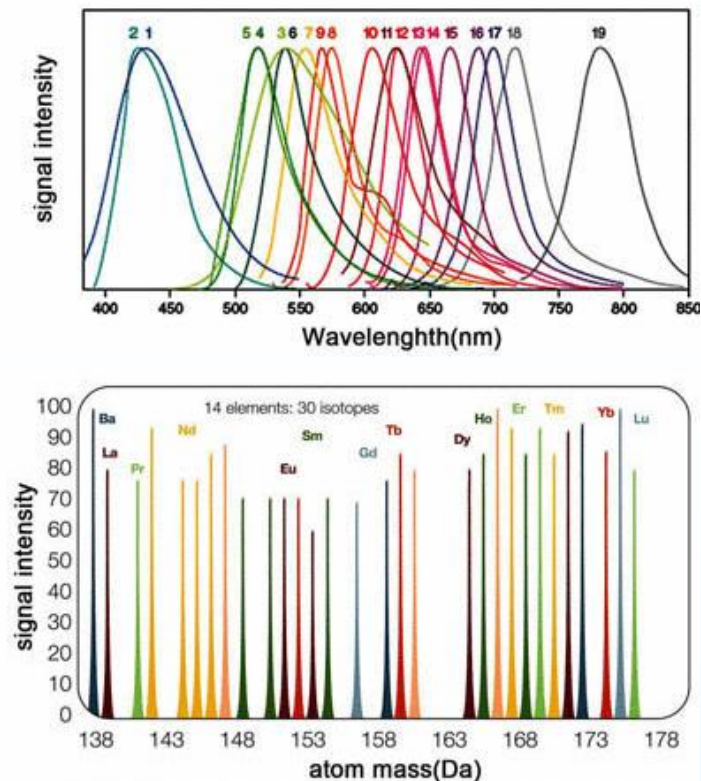 2 1 5 4 3 6 7 9 8 10 11 12 13 14 15 16 17 18 19
signal intensity
400 450 500 550 600 650 700 750 800 850
Wavelenghth(nm)
100
90
80
70
60
50
40
30
20
10
0
signal intensity
14 elements: 30 isotopes
Ba
La
Pr
Nd
Sm
Eu
Gd
Tb
Dy
Ho
Er
Tm
Yb
Lu
138 143 148 153 158 163 168 173 178
atom mass(Da)